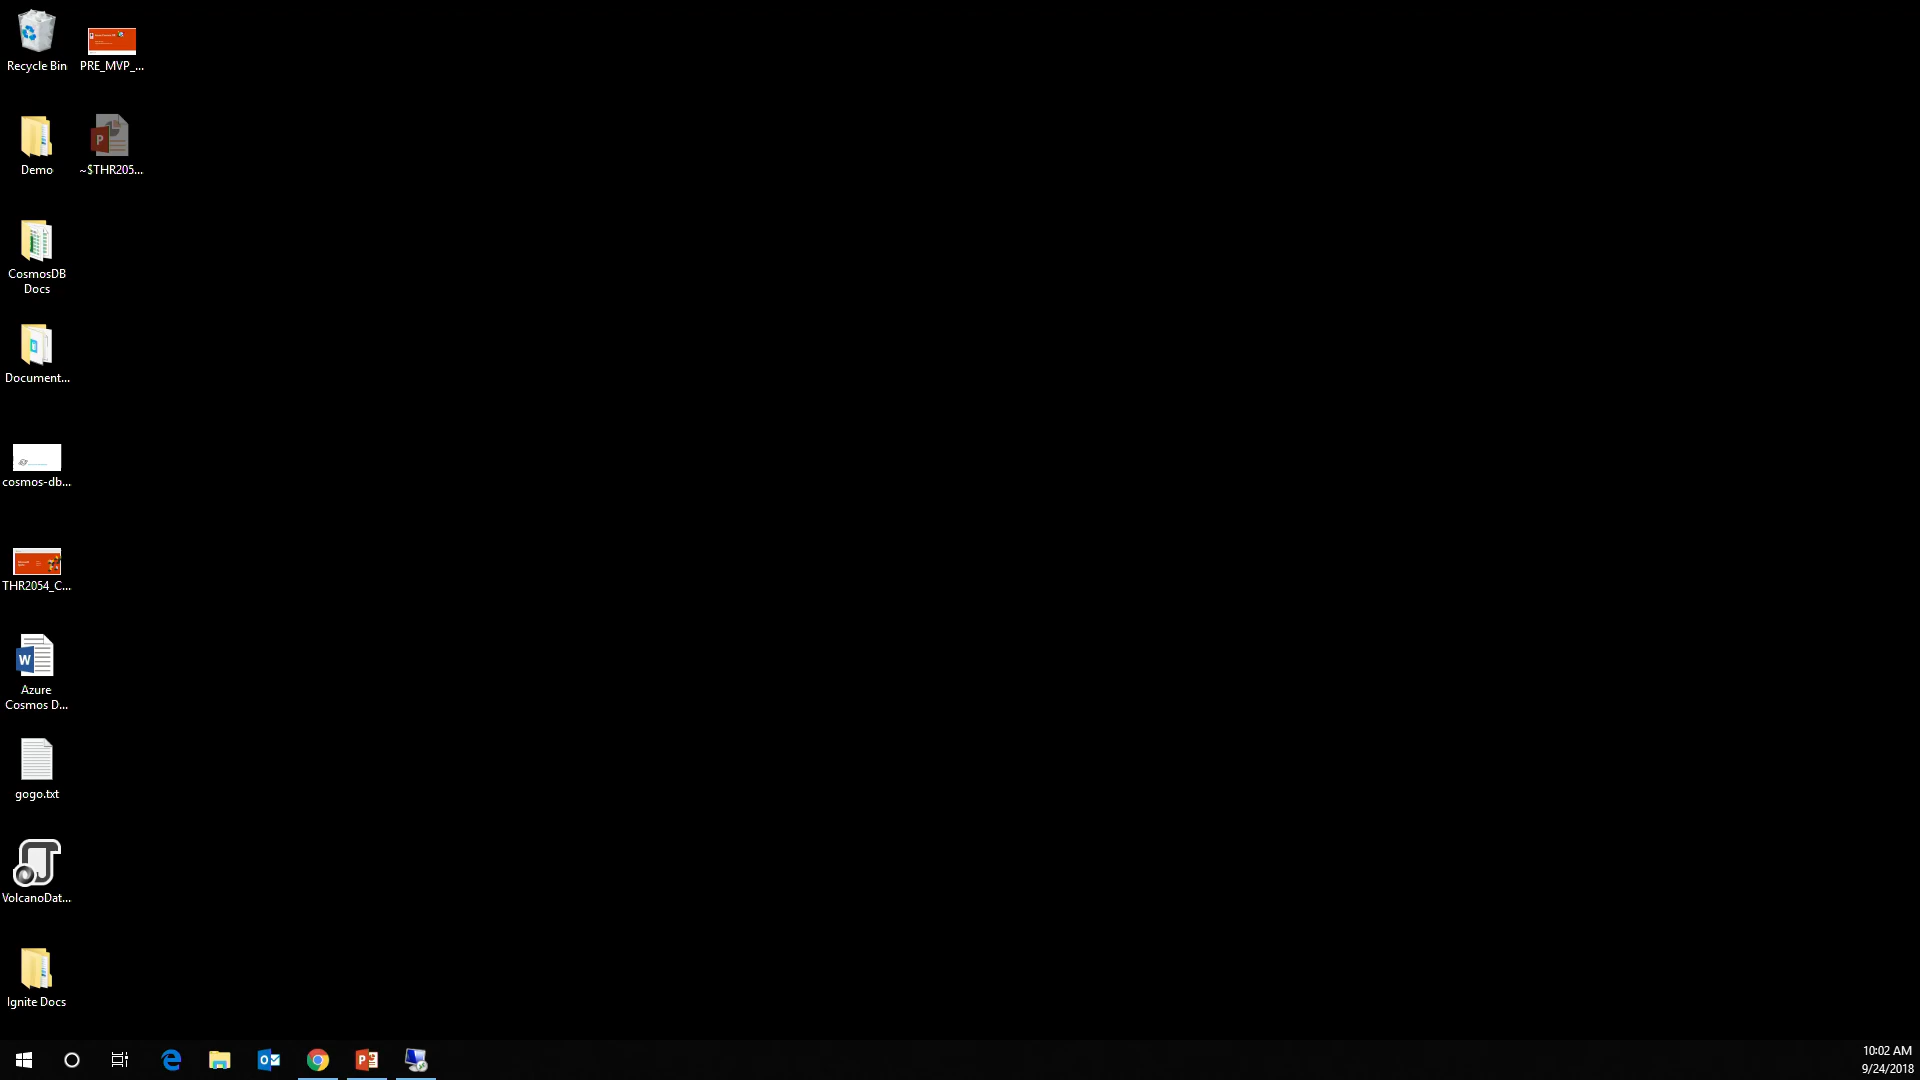 Recycle Bin
PRE_MVP_...
Demo
~$THR205...
CosmosDB
Docs
Document...
cosmos-db...
THR2054_C...
Azure
Cosmos D...
gogo.txt
VolcanoDat...
Ignite Docs
10:02 AM
9/24/2018